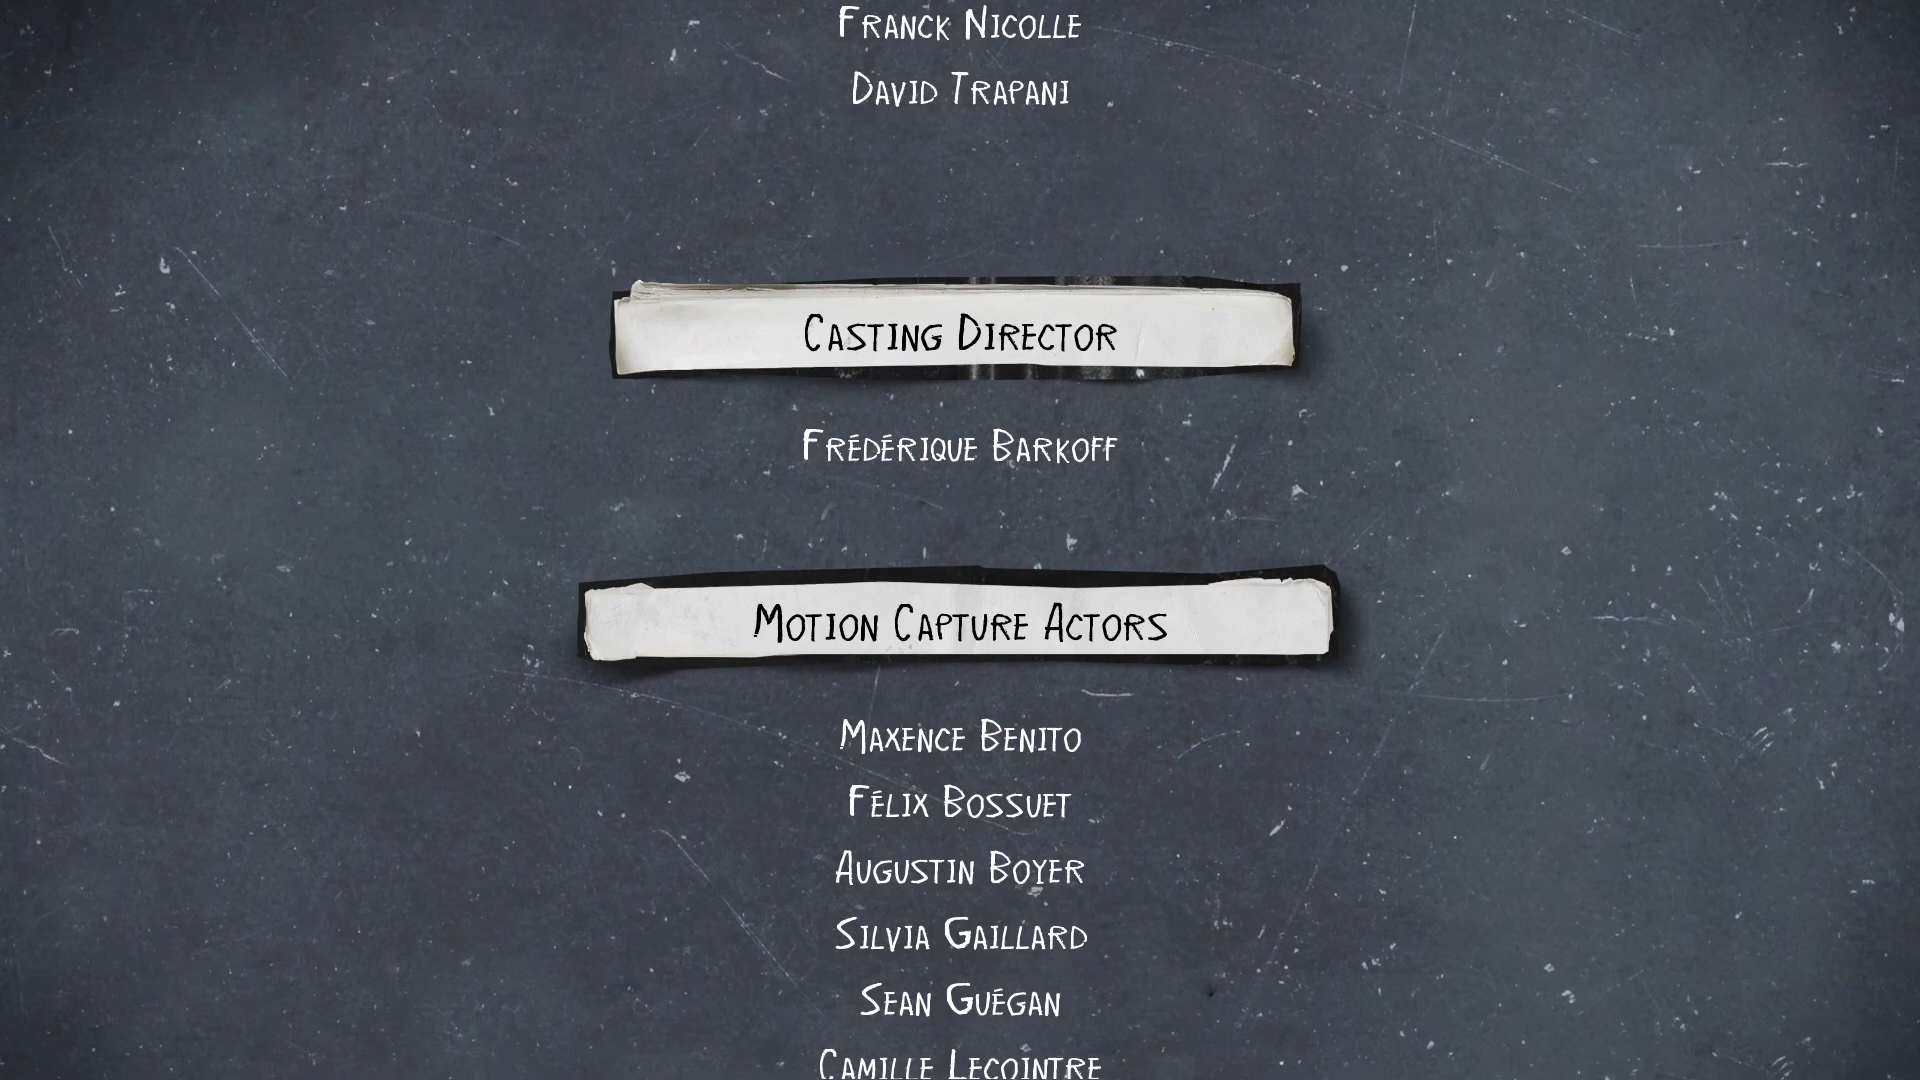 Franck Nicolle
David Trapani
Casting Director
Frédérique Barkoff
Motion Capture Actors
Maxence Benito
Félix Bossuet
Augustin Boyer
Silvia Gaillard
Sean Guégan
Camille Lecointre